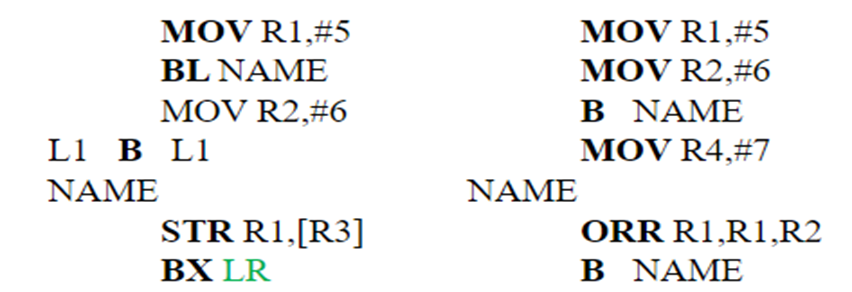 MOV R1,#5
BL NAME
MOV R2,#6
L1 B L1
NAME
STR R1,[R3]
BX LR
MOV R1,#5
MOV R2,#6
B NAME
MOV R4,#7
NAME
ORR R1,R1,R2
B NAME